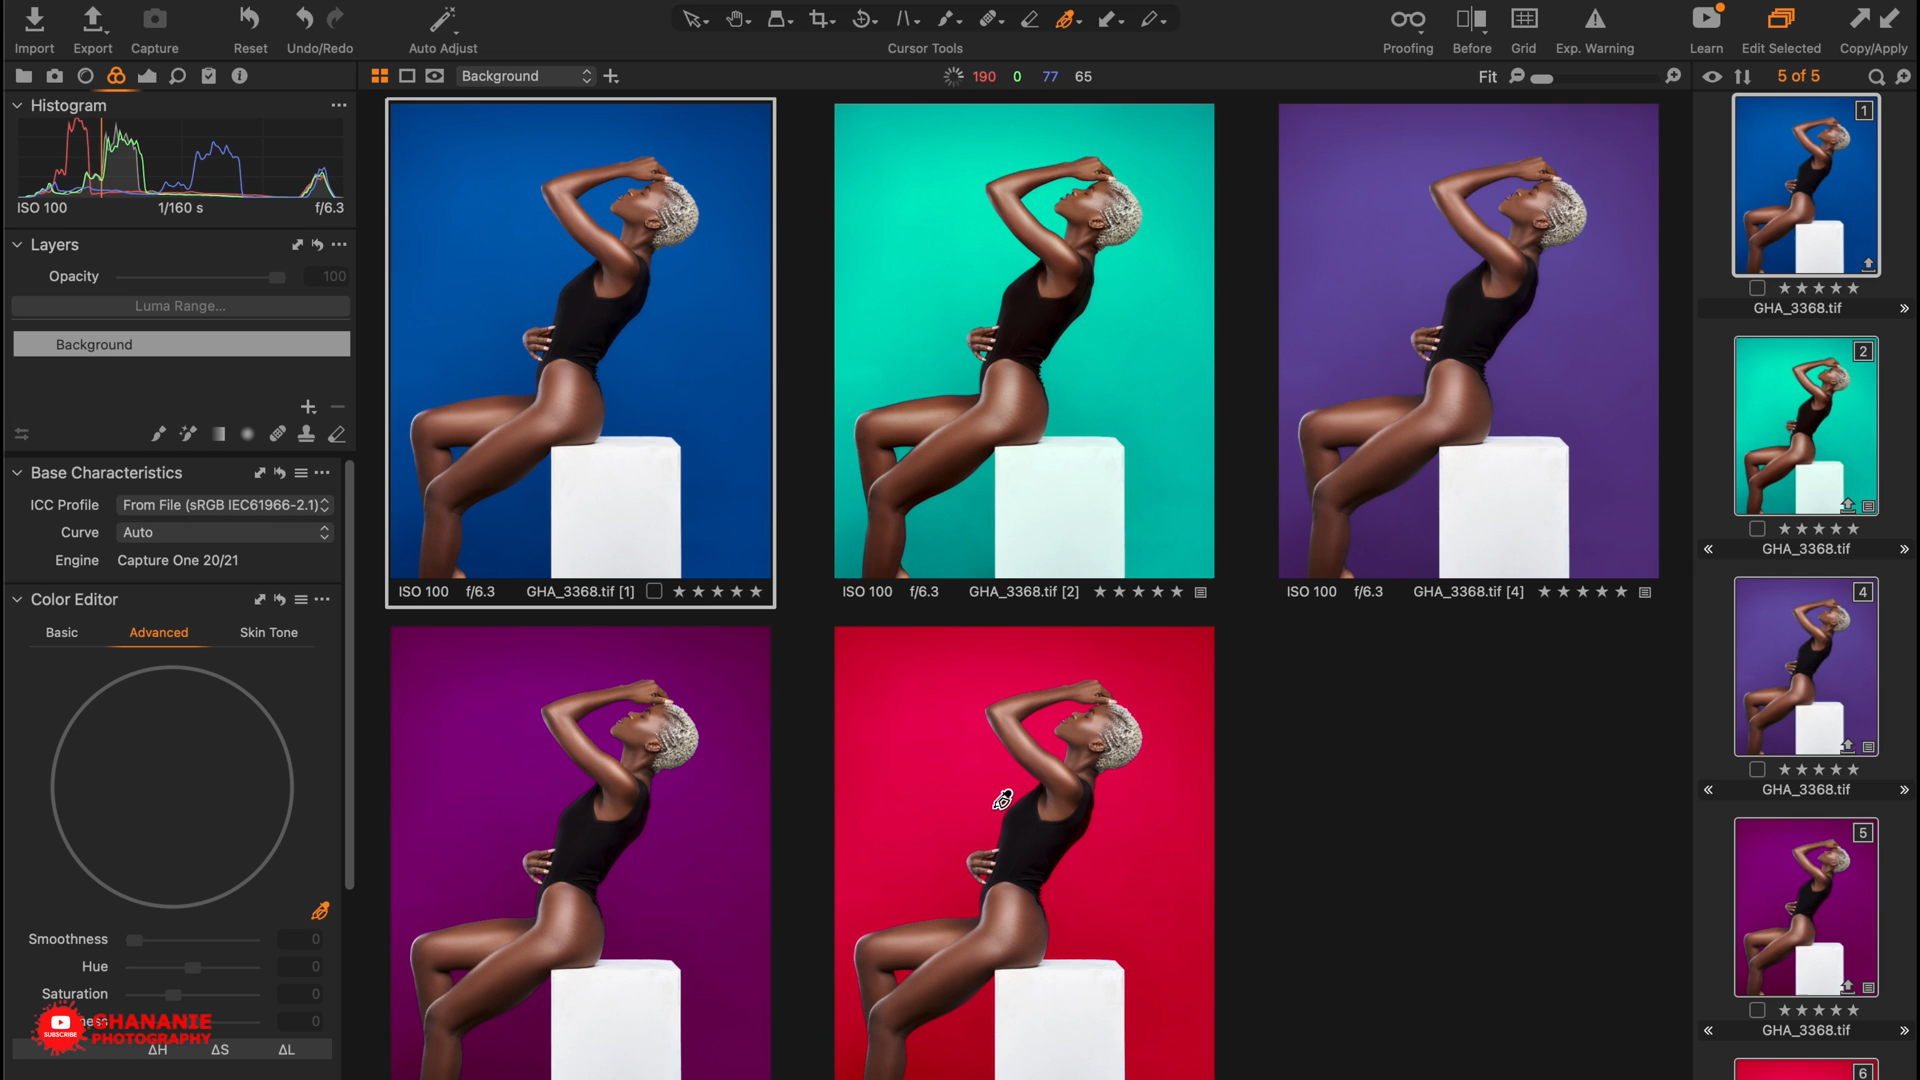 Import
Export
Capture
Reset
Undo/Redo
Auto Adjust
Cursor Tools
Proofing
Before
Grid
Exp. Warning
Learn
Edit Selected
Copy/Apply
Background
190 0 77 65
Fit
5 of 5
Histogram
ISO 100 1/160 s f/6.3
Layers
Opacity 100
Luma Range...
Background
Base Characteristics
ICC Profile From File (sRGB IEC61966-2.1)
Curve Auto
Engine Capture One 20/21
Color Editor
Basic Advanced Skin Tone
Smoothness 0
Hue 0
Saturation 0
ness 0
ΔH ΔS ΔL
SUBSCRIBE
GHANANIE
PHOTOGRAPHY
ISO 100 f/6.3 GHA_3368.tif [1]
ISO 100 f/6.3 GHA_3368.tif [2]
ISO 100 f/6.3 GHA_3368.tif [4]
1
GHA_3368.tif
2
GHA_3368.tif
4
GHA_3368.tif
5
GHA_3368.tif
6